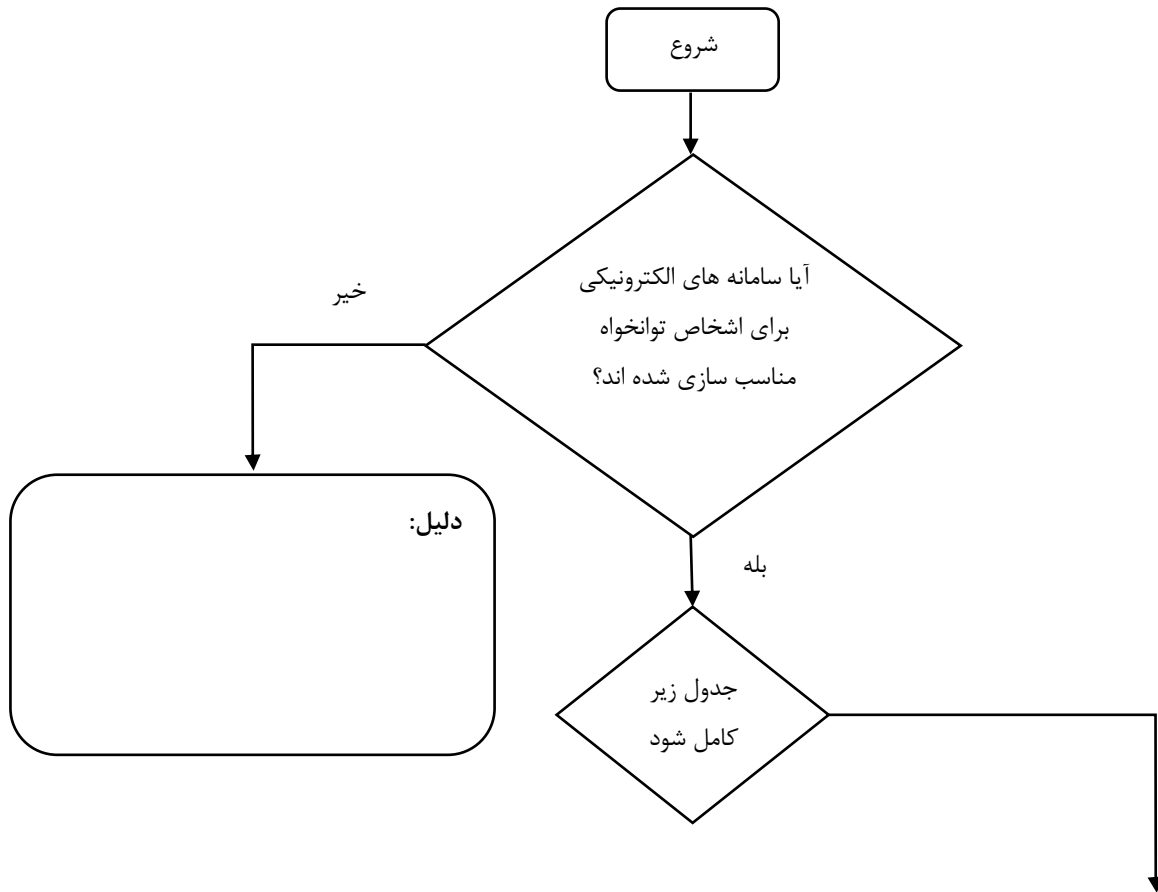 شروع
آیا سامانه های الکترونیکی
برای اشخاص توانخواه
مناسب سازی شده اند؟
خیر
دلیل:
بله
جدول زیر
کامل شود